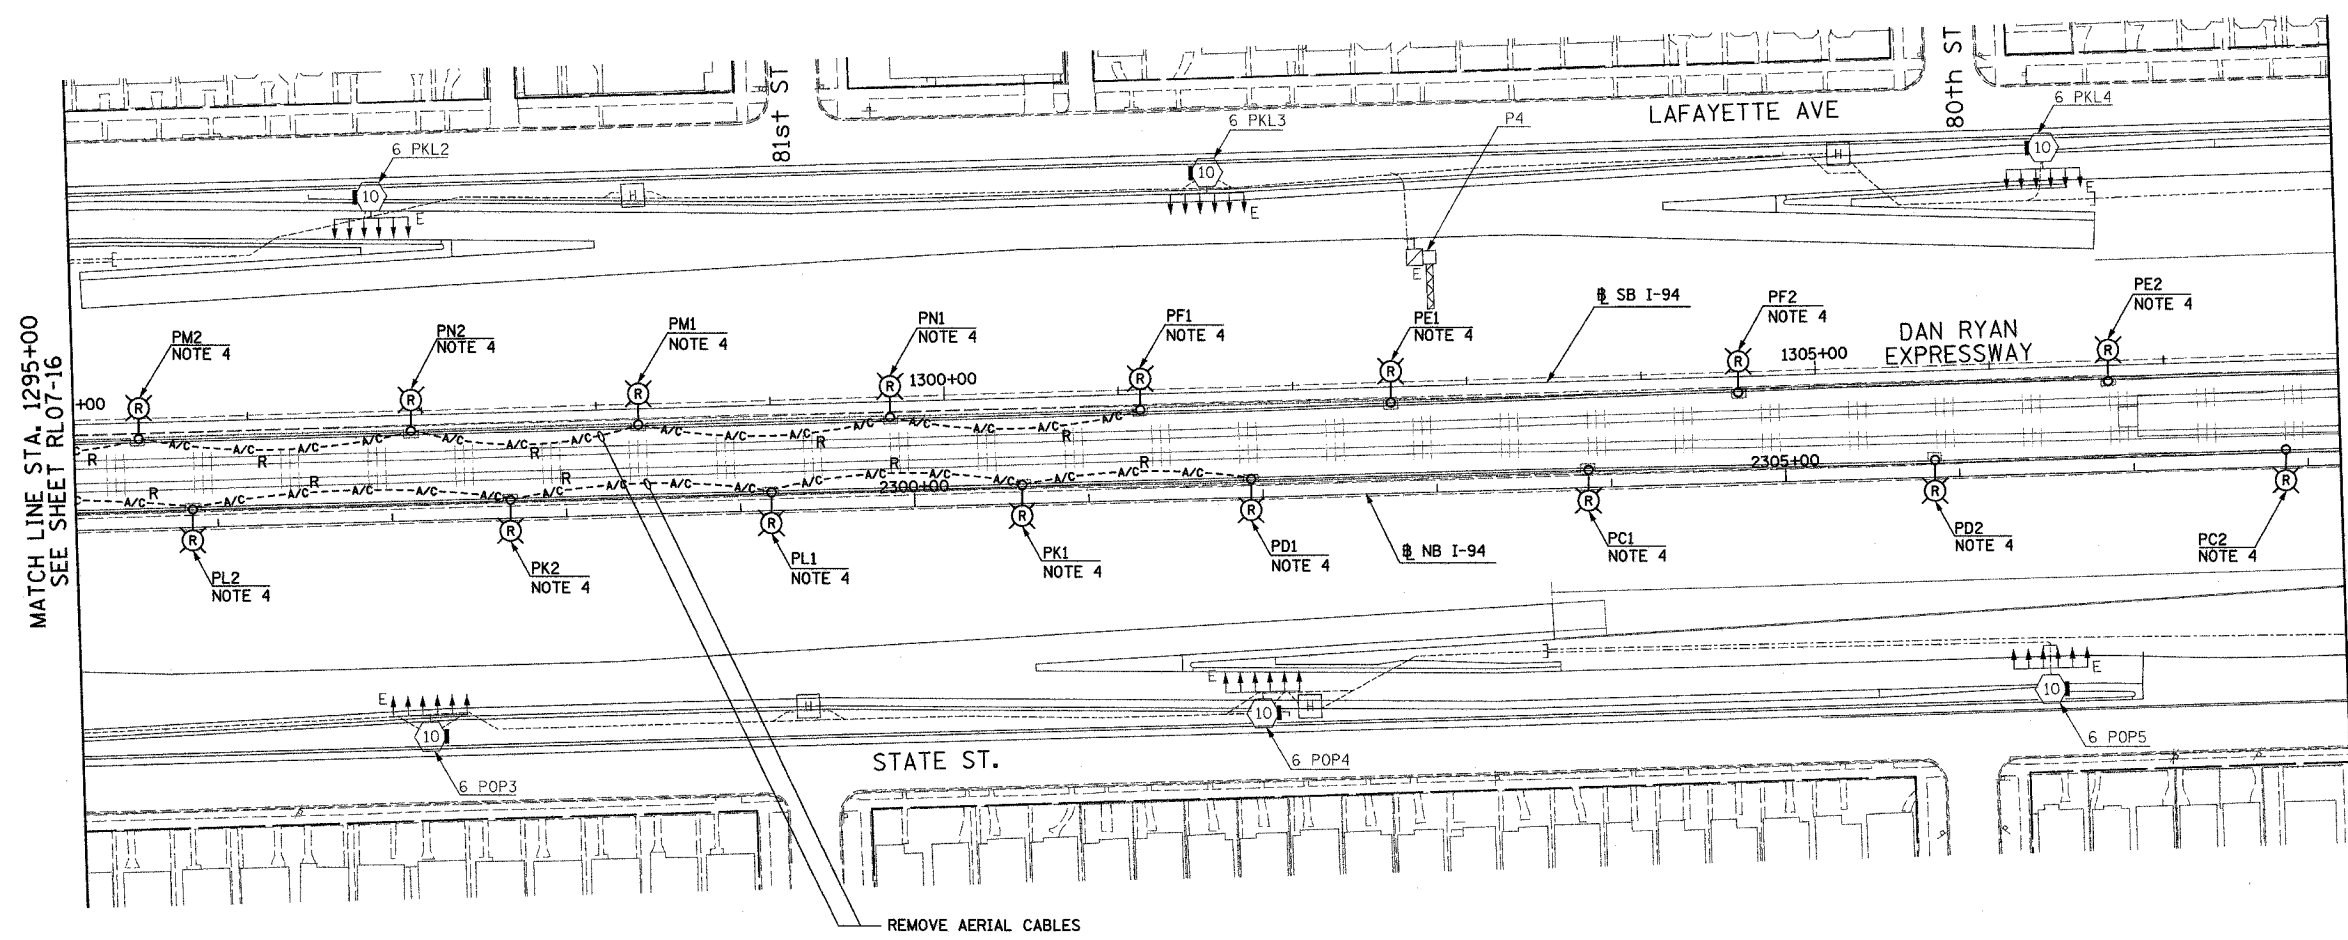 81st ST
80th ST
LAFAYETTE AVE
6 PKL2
10
H
6 PKL3
10
P4
H
6 PKL4
10
E
E
E
E
MATCH LINE STA. 1295+00
SEE SHEET RL07-16
+00
PM2
NOTE 4
R
PN2
NOTE 4
R
PM1
NOTE 4
R
PN1
NOTE 4
R
1300+00
PF1
NOTE 4
R
PE1
NOTE 4
R
℄ SB I-94
PF2
NOTE 4
R
1305+00
DAN RYAN
EXPRESSWAY
PE2
NOTE 4
R
A/C A/C A/C A/C A/C A/C A/C A/C A/C A/C A/C A/C
R R R R R
A/C A/C A/C A/C A/C A/C A/C A/C A/C A/C A/C A/C A/C
R R R R R
2300+00
2305+00
R
PL2
NOTE 4
R
PK2
NOTE 4
R
PL1
NOTE 4
R
PK1
NOTE 4
R
PD1
NOTE 4
℄ NB I-94
R
PC1
NOTE 4
R
PD2
NOTE 4
R
PC2
NOTE 4
E
10
6 POP3
H
E
10
H
6 POP4
E
10
6 POP5
STATE ST.
REMOVE AERIAL CABLES